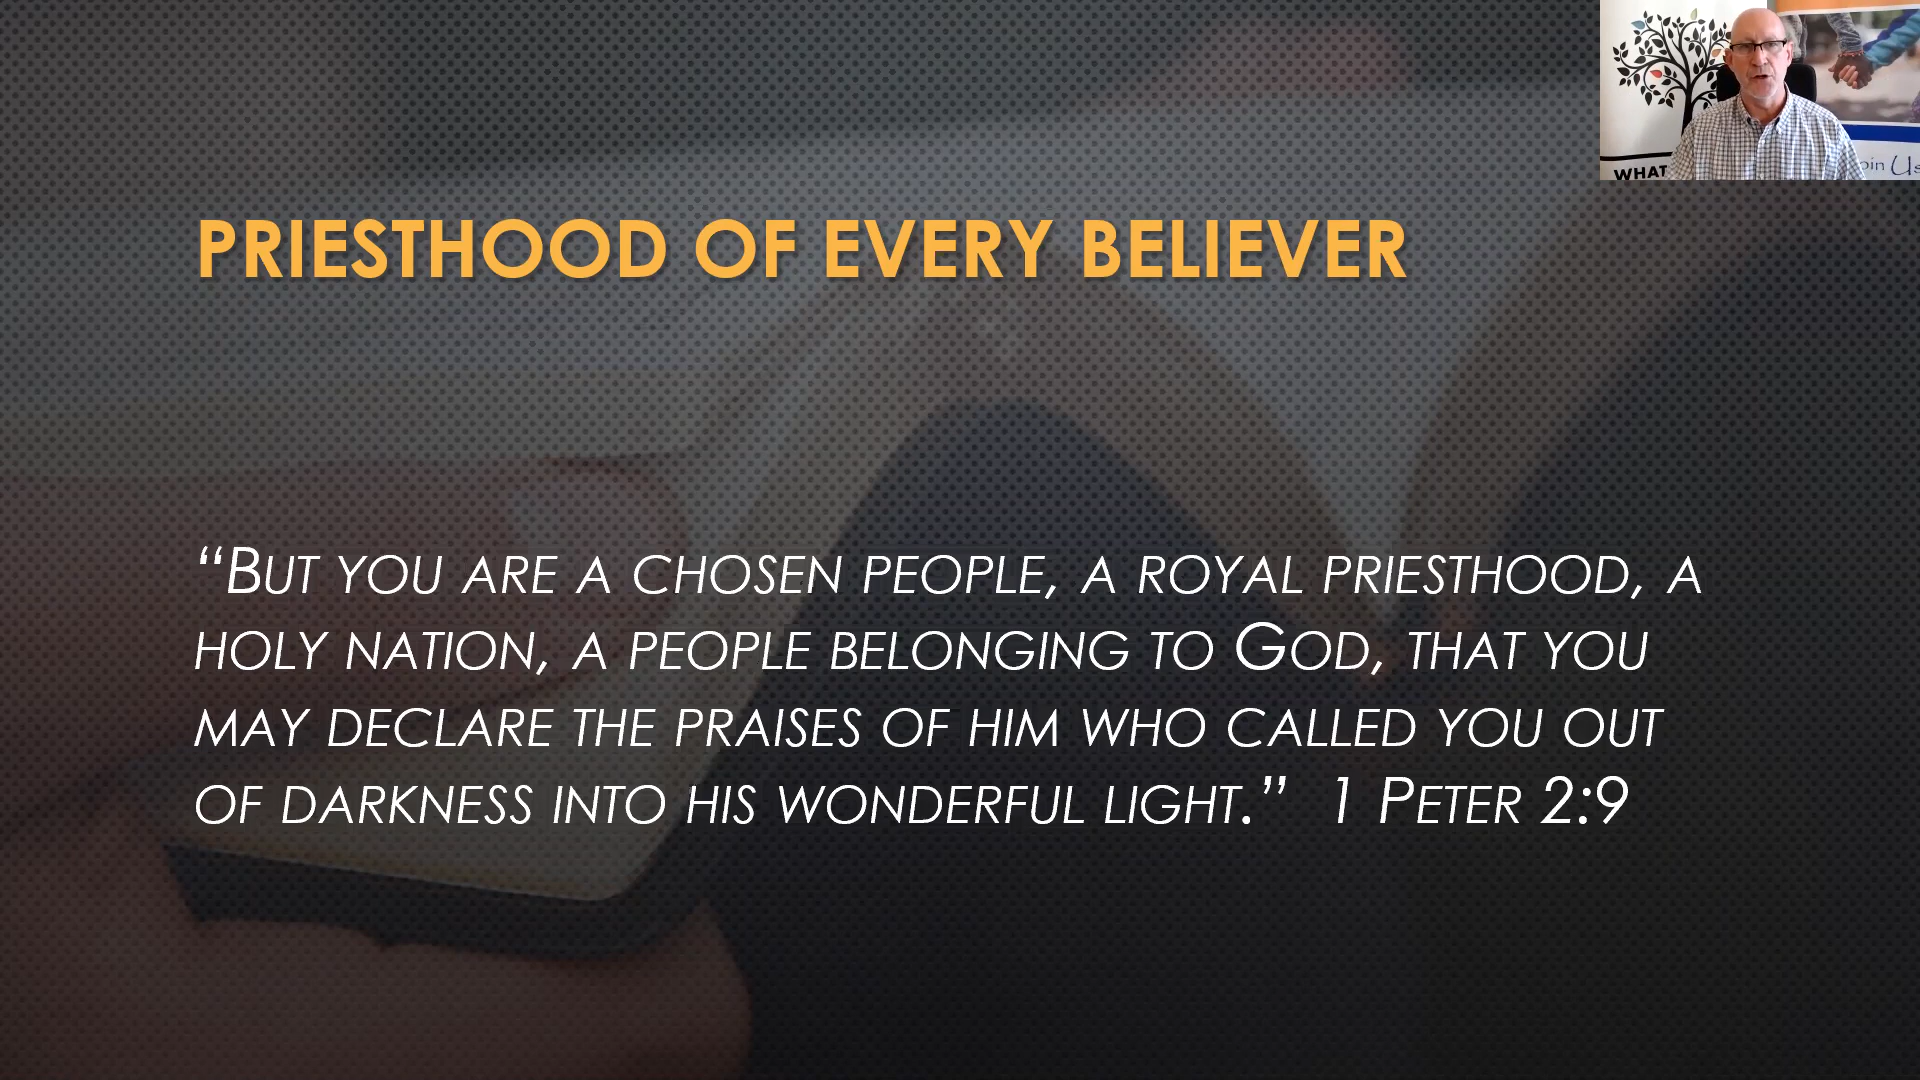 WHAT
oin Us
PRIESTHOOD OF EVERY BELIEVER
“BUT YOU ARE A CHOSEN PEOPLE, A ROYAL PRIESTHOOD, A
HOLY NATION, A PEOPLE BELONGING TO GOD, THAT YOU
MAY DECLARE THE PRAISES OF HIM WHO CALLED YOU OUT
OF DARKNESS INTO HIS WONDERFUL LIGHT.” 1 PETER 2:9